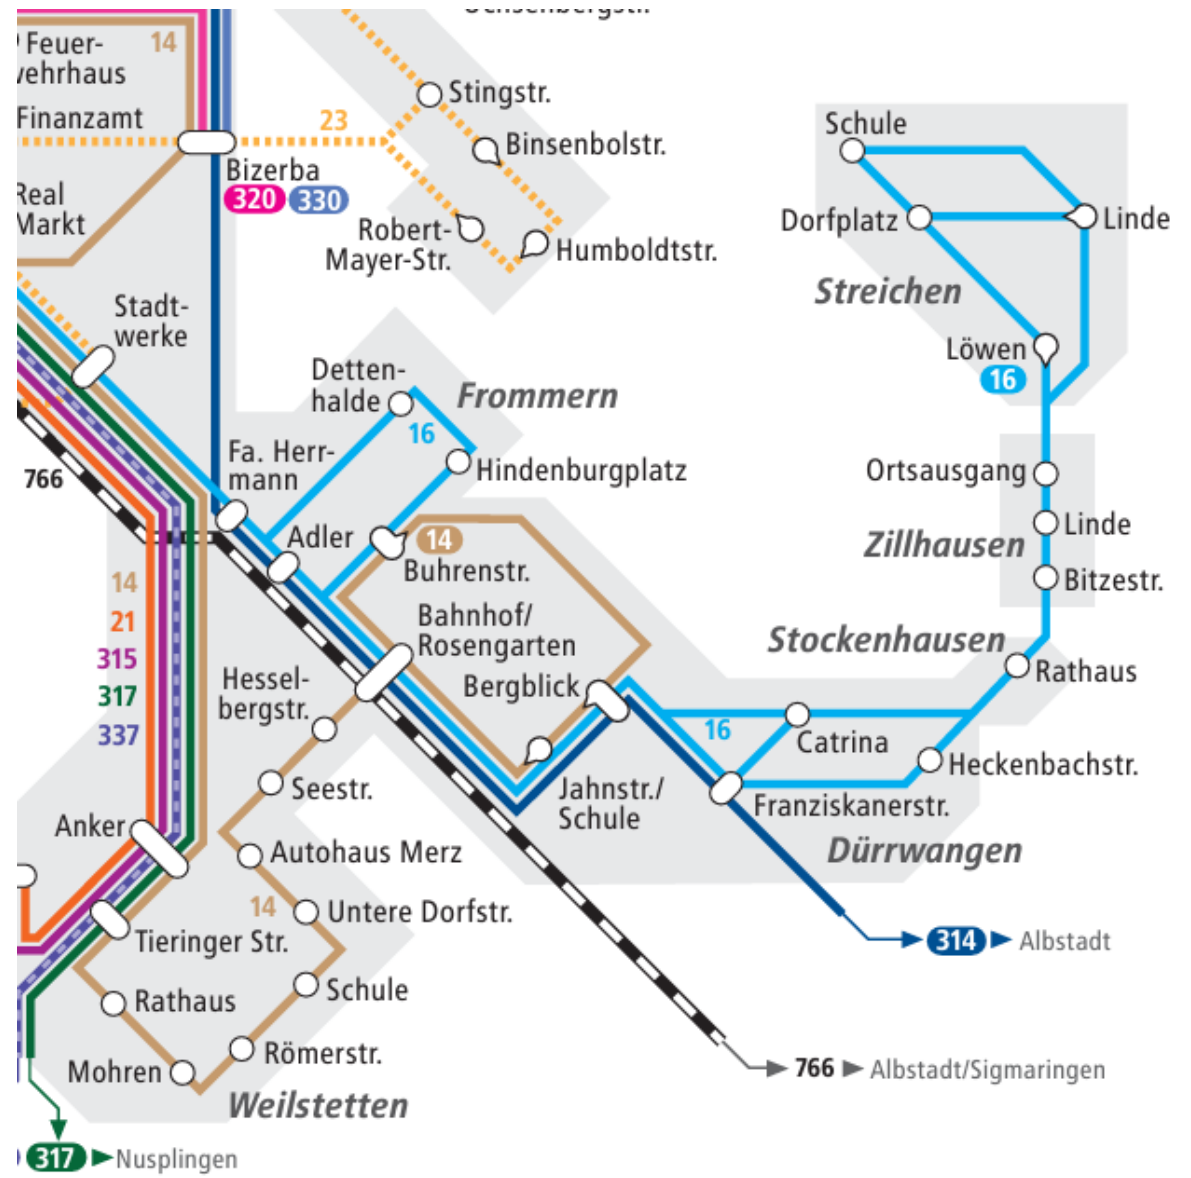 Feuer-
14
wehrhaus
Finanzamt
23
Bizerba
320 330
Real
Markt
Stingstr.
Binsenbolstr.
Robert-
Mayer-Str.
Humboldtstr.
Schule
Dorfplatz
Linde
Streichen
Löwen
16
Stadt-
werke
Detten-
halde
Frommern
16
Hindenburgplatz
766
Fa. Herr-
mann
Adler
14
Buhrenstr.
Ortsausgang
Linde
Zillhausen
Bitzestr.
14
21
315
317
337
Bahnhof/
Rosengarten
Hessel-
bergstr.
Bergblick
Stockenhausen
Rathaus
16
Catrina
Heckenbachstr.
Seestr.
Jahnstr./
Schule
Franziskanerstr.
Dürrwangen
Anker
Autohaus Merz
14
Untere Dorfstr.
Tieringer Str.
314 Albstadt
Rathaus
Schule
Römerstr.
Mohren
766 Albstadt/Sigmaringen
Weilstetten
317 Nusplingen